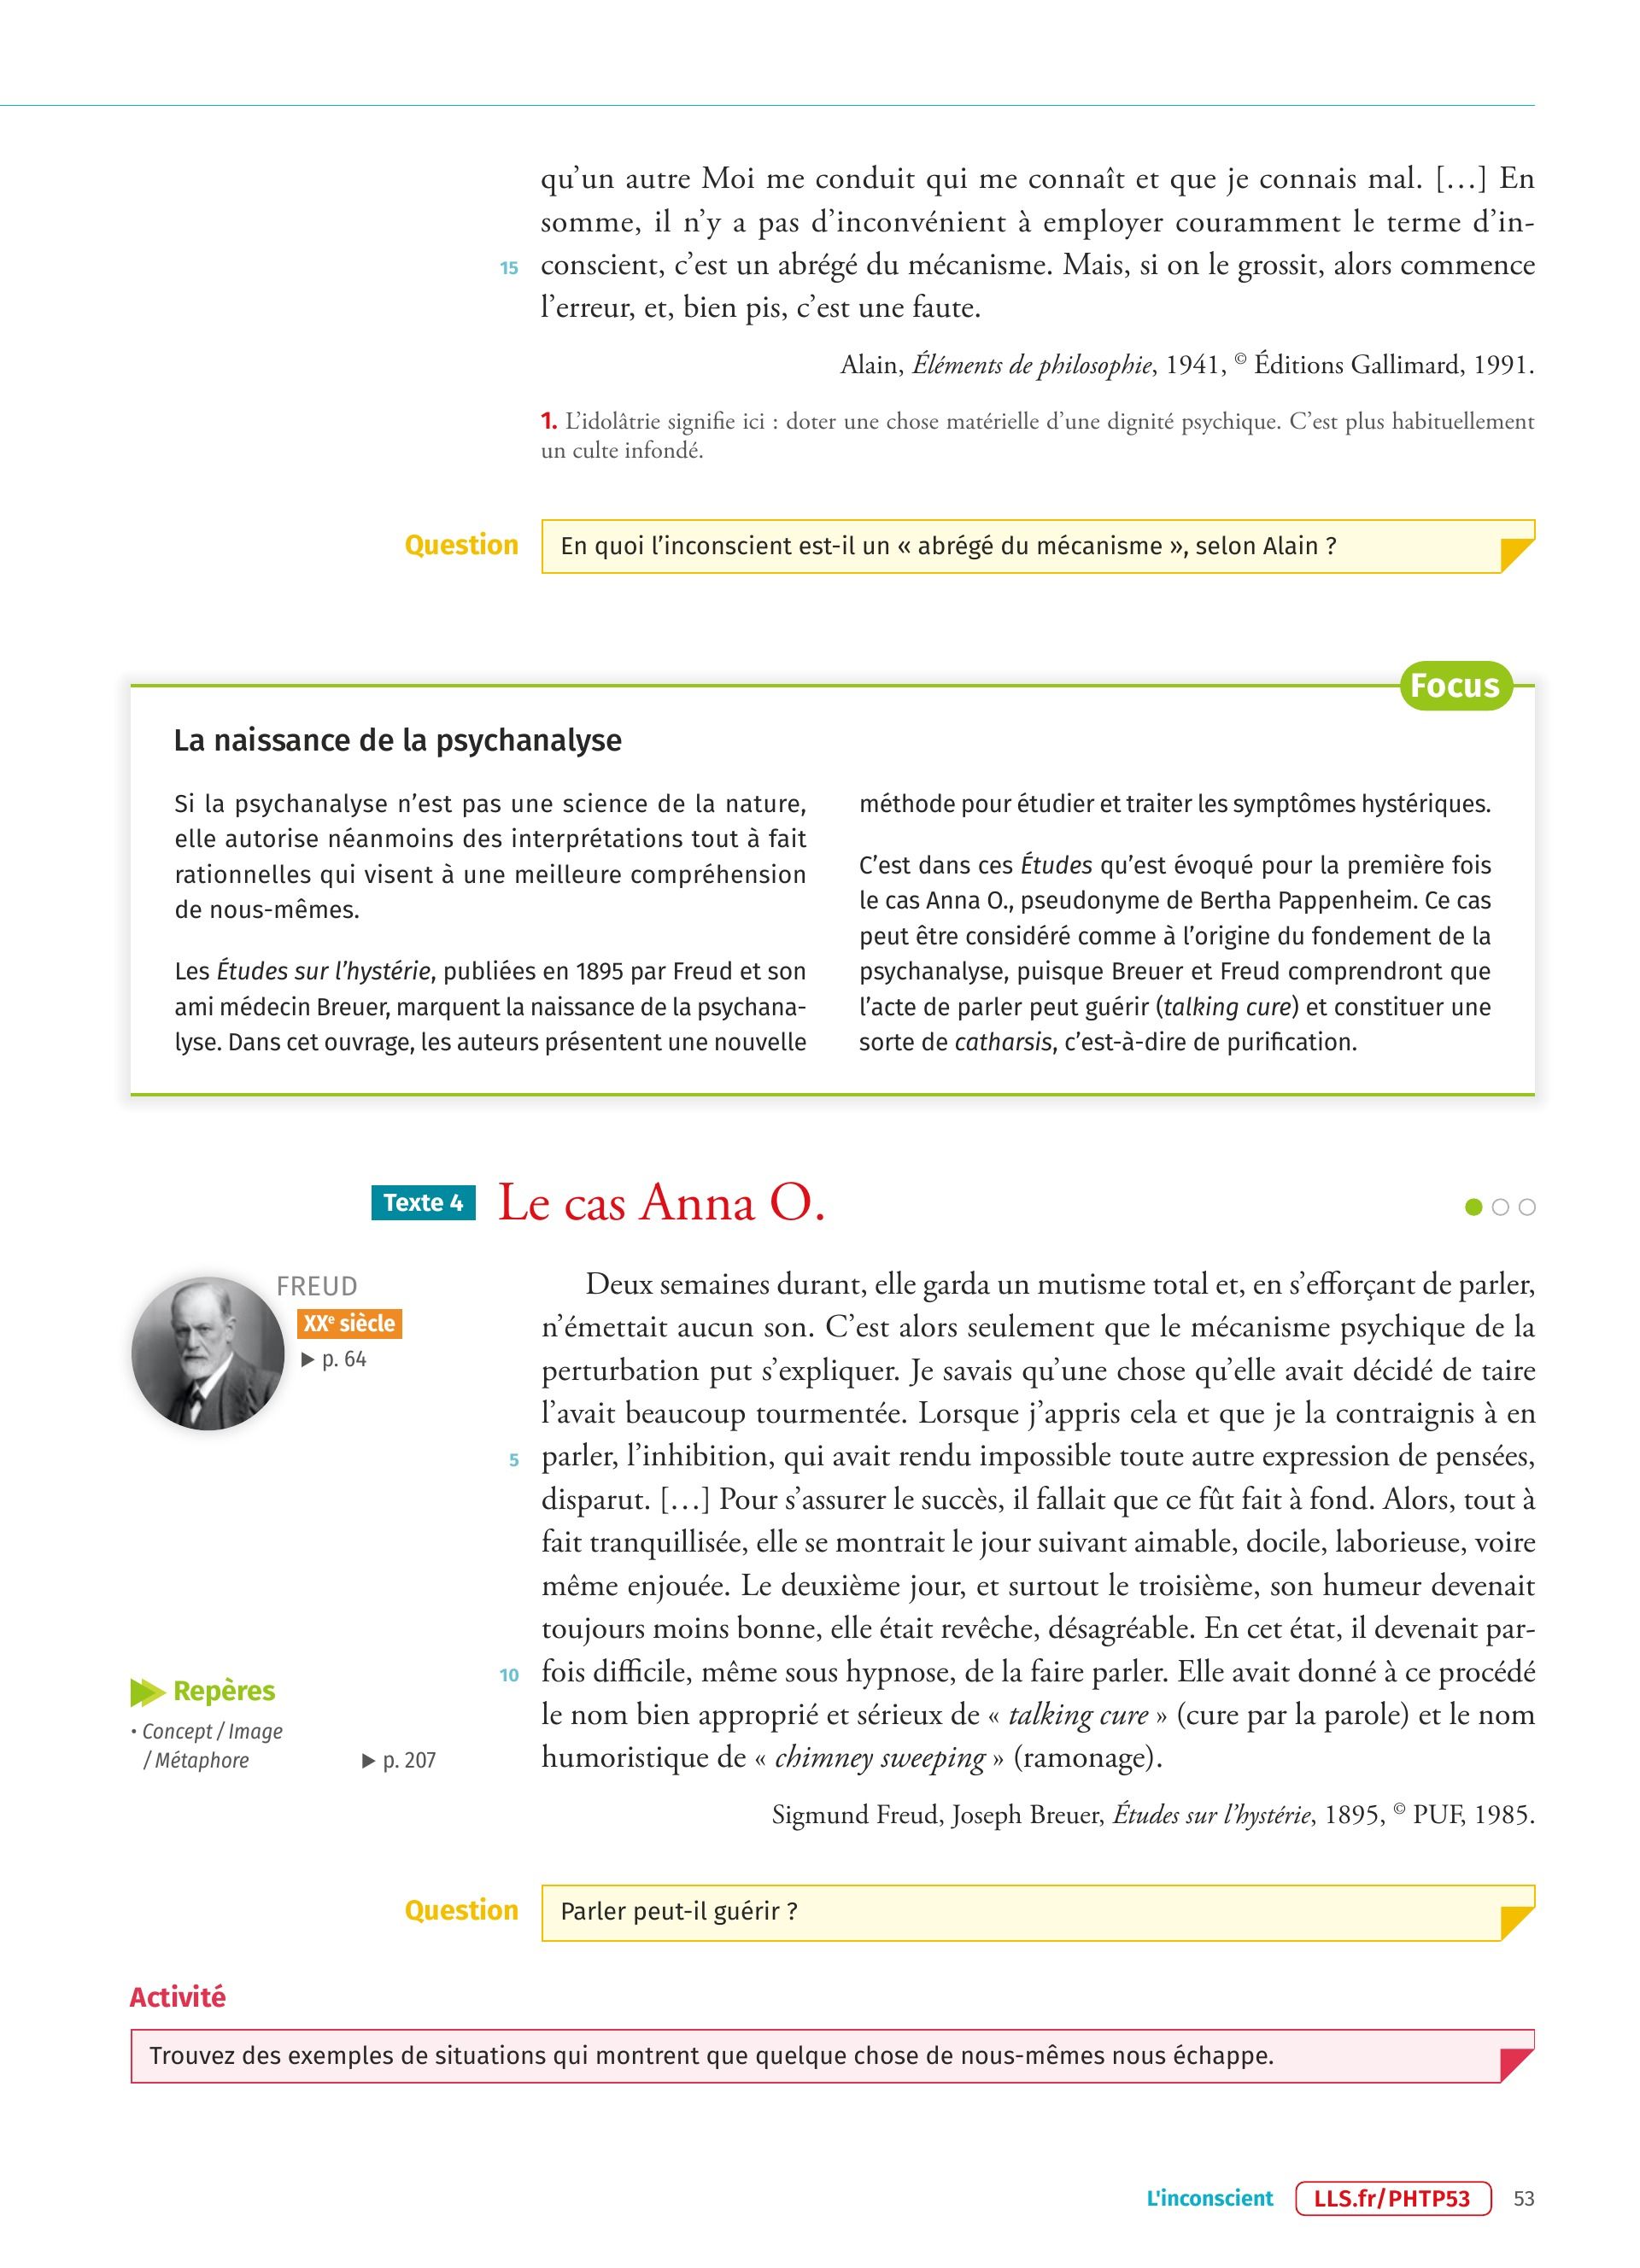 qu’un autre Moi me conduit qui me connaît et que je connais mal. […] En
somme, il n’y a pas d’inconvénient à employer couramment le terme d’in-
15 conscient, c’est un abrégé du mécanisme. Mais, si on le grossit, alors commence
l’erreur, et, bien pis, c’est une faute.
Alain, Éléments de philosophie, 1941, © Éditions Gallimard, 1991.
1. L’idolâtrie signifie ici : doter une chose matérielle d’une dignité psychique. C’est plus habituellement
un culte infondé.
Question
En quoi l’inconscient est-il un « abrégé du mécanisme », selon Alain ?
Focus
La naissance de la psychanalyse
Si la psychanalyse n’est pas une science de la nature,
elle autorise néanmoins des interprétations tout à fait
rationnelles qui visent à une meilleure compréhension
de nous-mêmes.
Les Études sur l’hystérie, publiées en 1895 par Freud et son
ami médecin Breuer, marquent la naissance de la psychana-
lyse. Dans cet ouvrage, les auteurs présentent une nouvelle
méthode pour étudier et traiter les symptômes hystériques.
C’est dans ces Études qu’est évoqué pour la première fois
le cas Anna O., pseudonyme de Bertha Pappenheim. Ce cas
peut être considéré comme à l’origine du fondement de la
psychanalyse, puisque Breuer et Freud comprendront que
l’acte de parler peut guérir (talking cure) et constituer une
sorte de catharsis, c’est-à-dire de purification.
Texte 4 Le cas Anna O.
FREUD
XXe siècle
▶ p. 64
Deux semaines durant, elle garda un mutisme total et, en s’efforçant de parler,
n’émettait aucun son. C’est alors seulement que le mécanisme psychique de la
perturbation put s’expliquer. Je savais qu’une chose qu’elle avait décidé de taire
l’avait beaucoup tourmentée. Lorsque j’appris cela et que je la contraignis à en
5 parler, l’inhibition, qui avait rendu impossible toute autre expression de pensées,
disparut. […] Pour s’assurer le succès, il fallait que ce fût fait à fond. Alors, tout à
fait tranquillisée, elle se montrait le jour suivant aimable, docile, laborieuse, voire
même enjouée. Le deuxième jour, et surtout le troisième, son humeur devenait
toujours moins bonne, elle était revêche, désagréable. En cet état, il devenait par-
10 fois difficile, même sous hypnose, de la faire parler. Elle avait donné à ce procédé
le nom bien approprié et sérieux de « talking cure » (cure par la parole) et le nom
humoristique de « chimney sweeping » (ramonage).
Sigmund Freud, Joseph Breuer, Études sur l’hystérie, 1895, © PUF, 1985.
Repères
• Concept / Image
/ Métaphore ▶ p. 207
Question
Parler peut-il guérir ?
Activité
Trouvez des exemples de situations qui montrent que quelque chose de nous-mêmes nous échappe.
L'inconscient LLS.fr/PHTP53 53